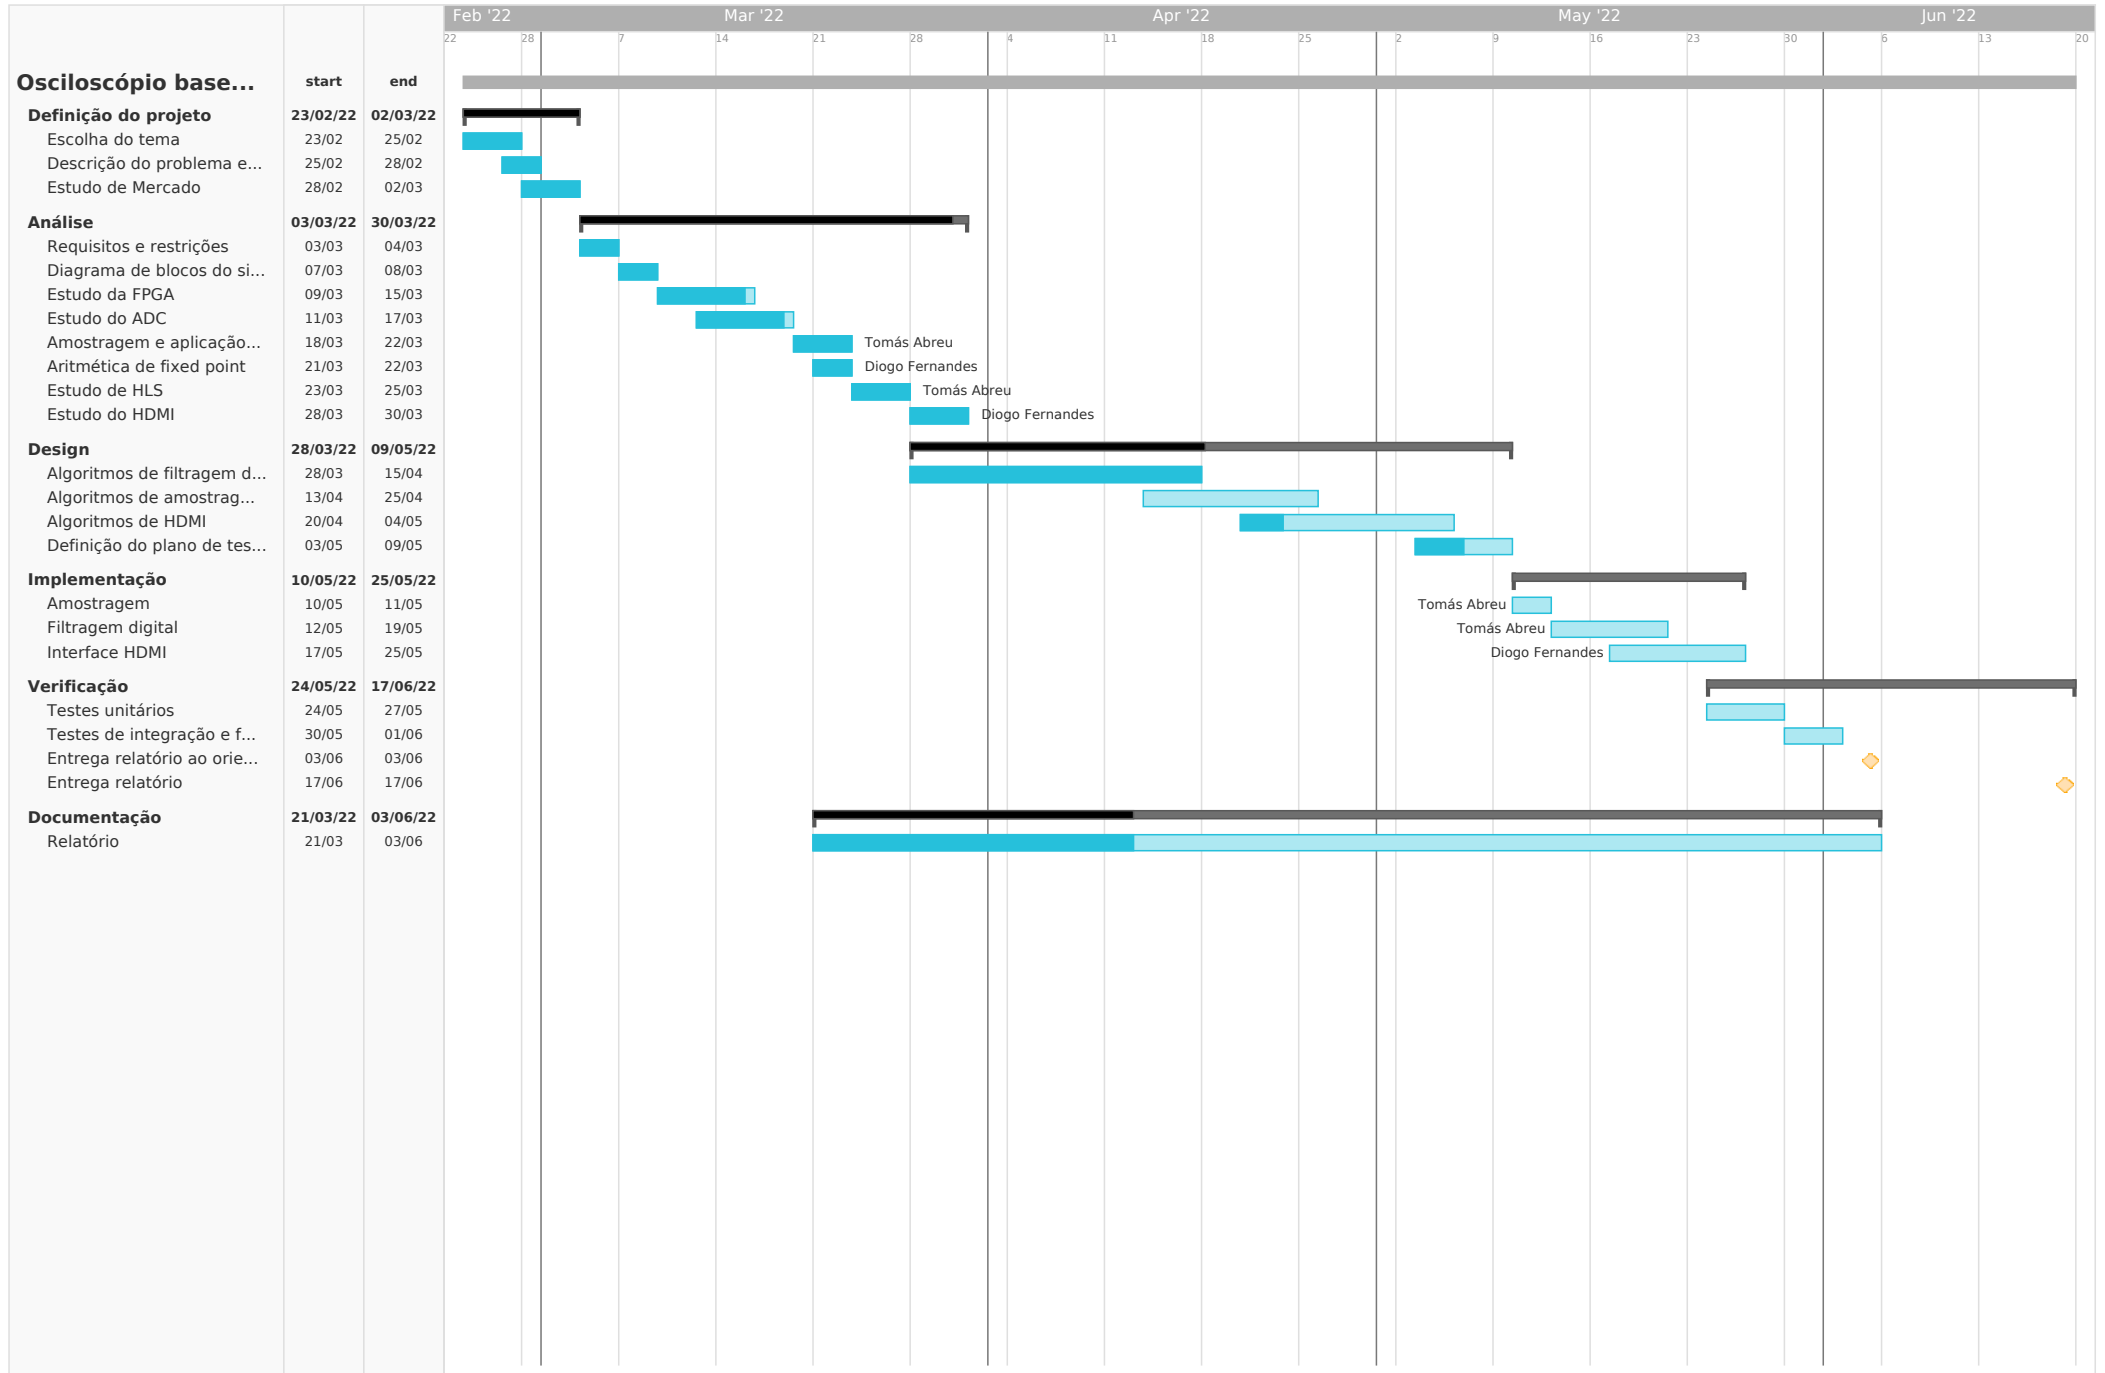 Feb '22 Mar '22 Apr '22 May '22 Jun '22
22 28 7 14 21 28 4 11 18 25 2 9 16 23 30 6 13 20
Osciloscópio base... start end
Definição do projeto 23/02/22 02/03/22
Escolha do tema 23/02 25/02
Descrição do problema e... 25/02 28/02
Estudo de Mercado 28/02 02/03
Análise 03/03/22 30/03/22
Requisitos e restrições 03/03 04/03
Diagrama de blocos do si... 07/03 08/03
Estudo da FPGA 09/03 15/03
Estudo do ADC 11/03 17/03
Amostragem e aplicação... 18/03 22/03 Tomás Abreu
Aritmética de fixed point 21/03 22/03 Diogo Fernandes
Estudo de HLS 23/03 25/03 Tomás Abreu
Estudo do HDMI 28/03 30/03 Diogo Fernandes
Design 28/03/22 09/05/22
Algoritmos de filtragem d... 28/03 15/04
Algoritmos de amostrag... 13/04 25/04
Algoritmos de HDMI 20/04 04/05
Definição do plano de tes... 03/05 09/05
Implementação 10/05/22 25/05/22
Amostragem 10/05 11/05 Tomás Abreu
Filtragem digital 12/05 19/05 Tomás Abreu
Interface HDMI 17/05 25/05 Diogo Fernandes
Verificação 24/05/22 17/06/22
Testes unitários 24/05 27/05
Testes de integração e f... 30/05 01/06
Entrega relatório ao orie... 03/06 03/06
Entrega relatório 17/06 17/06
Documentação 21/03/22 03/06/22
Relatório 21/03 03/06